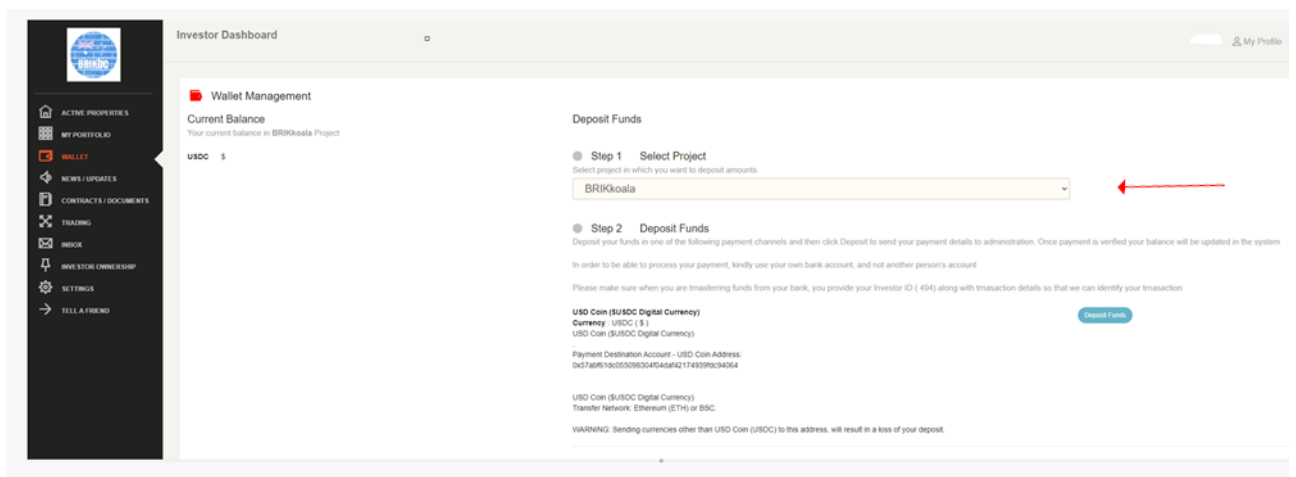 Investor Dashboard
My Profile
BRIKbc
ACTIVE PROPERTIES
MY PORTFOLIO
WALLET
NEWS / UPDATES
CONTRACTS / DOCUMENTS
TRADING
INBOX
INVESTOR OWNERSHIP
SETTINGS
TELL A FRIEND
Wallet Management
Current Balance
Your current balance in BRIKkoala Project
USDC $
Deposit Funds
Step 1 Select Project
Select project in which you want to deposit amounts
BRIKkoala
Step 2 Deposit Funds
Deposit your funds in one of the following payment channels and then click Deposit to send your payment details to administration. Once payment is verified your balance will be updated in the system
In order to be able to process your payment, kindly use your own bank account, and not another person's account
Please make sure when you are trnasferring funds from your bank, you provide your Investor ID ( 494) along with trnasaction details so that we can identify your trnasaction
USD Coin ($USDC Digital Currency)
Currency : USDC ( $ )
USD Coin ($USDC Digital Currency)
Deposit Funds
Payment Destination Account - USD Coin Address:
USD Coin ($USDC Digital Currency)
Transfer Network: Ethereum (ETH) or BSC.
WARNING: Sending currencies other than USD Coin (USDC) to this address, will result in a loss of your deposit.